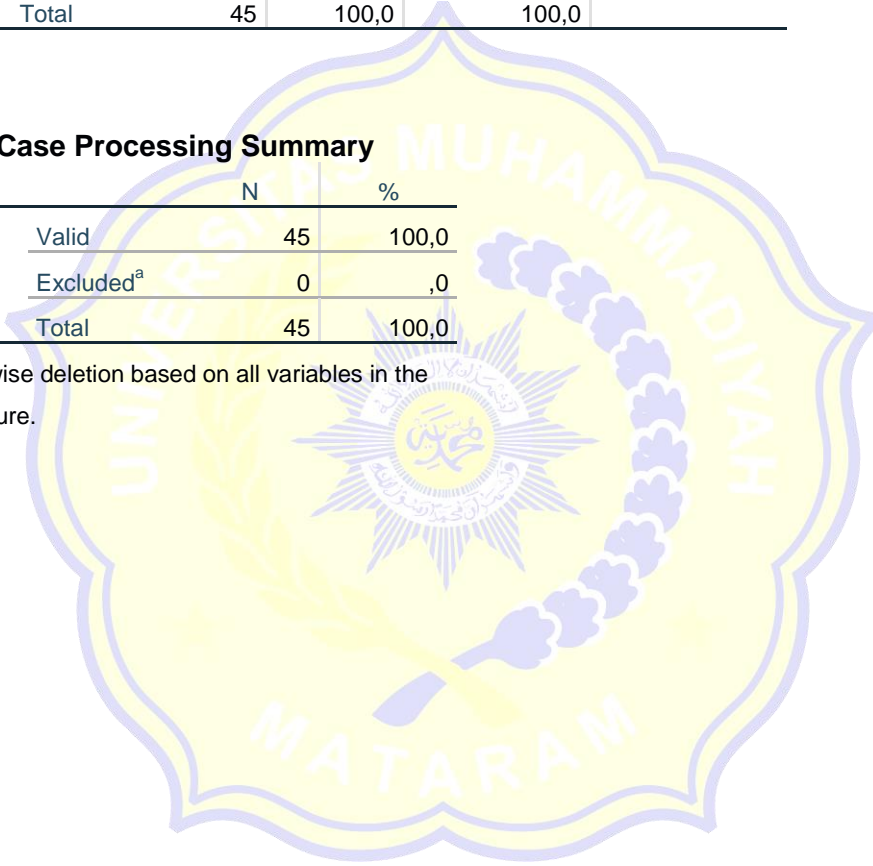 Total 45 100,0 100,0
Case Processing Summary
N %
Valid 45 100,0
Excludedᵃ 0 ,0
Total 45 100,0
wise deletion based on all variables in the
ure.
UNIVERSITAS MUHAMMADIYAH
MATARAM